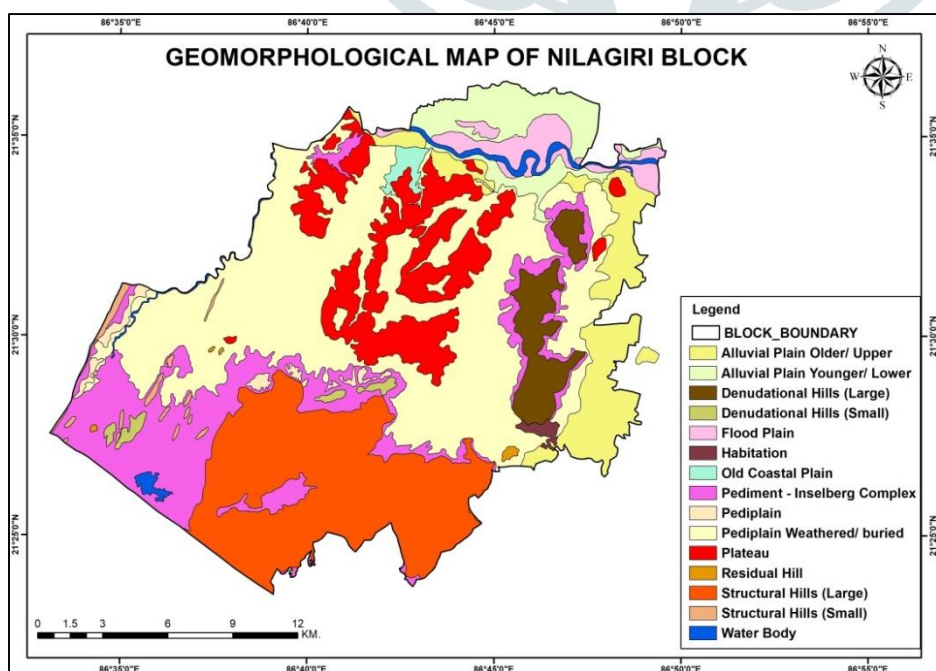 86°35'0"E 86°40'0"E 86°45'0"E 86°50'0"E 86°55'0"E
GEOMORPHOLOGICAL MAP OF NILAGIRI BLOCK
N
W E
S
21°35'0"N 21°35'0"N
21°30'0"N 21°30'0"N
21°25'0"N 21°25'0"N
Legend
BLOCK_BOUNDARY
Alluvial Plain Older/ Upper
Alluvial Plain Younger/ Lower
Denudational Hills (Large)
Denudational Hills (Small)
Flood Plain
Habitation
Old Coastal Plain
Pediment - Inselberg Complex
Pediplain
Pediplain Weathered/ buried
Plateau
Residual Hill
Structural Hills (Large)
Structural Hills (Small)
Water Body
0 1.5 3 6 9 12
KM.
86°35'0"E 86°40'0"E 86°45'0"E 86°50'0"E 86°55'0"E